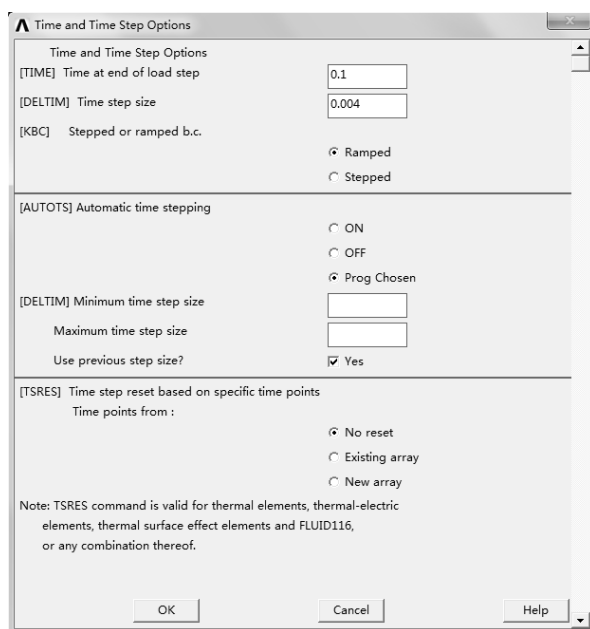 Time and Time Step Options
Time and Time Step Options
[TIME] Time at end of load step 0.1
[DELTIM] Time step size 0.004
[KBC] Stepped or ramped b.c.
Ramped
Stepped
[AUTOTS] Automatic time stepping
ON
OFF
Prog Chosen
[DELTIM] Minimum time step size
Maximum time step size
Use previous step size? Yes
[TSRES] Time step reset based on specific time points
Time points from :
No reset
Existing array
New array
Note: TSRES command is valid for thermal elements, thermal-electric
elements, thermal surface effect elements and FLUID116,
or any combination thereof.
OK Cancel Help